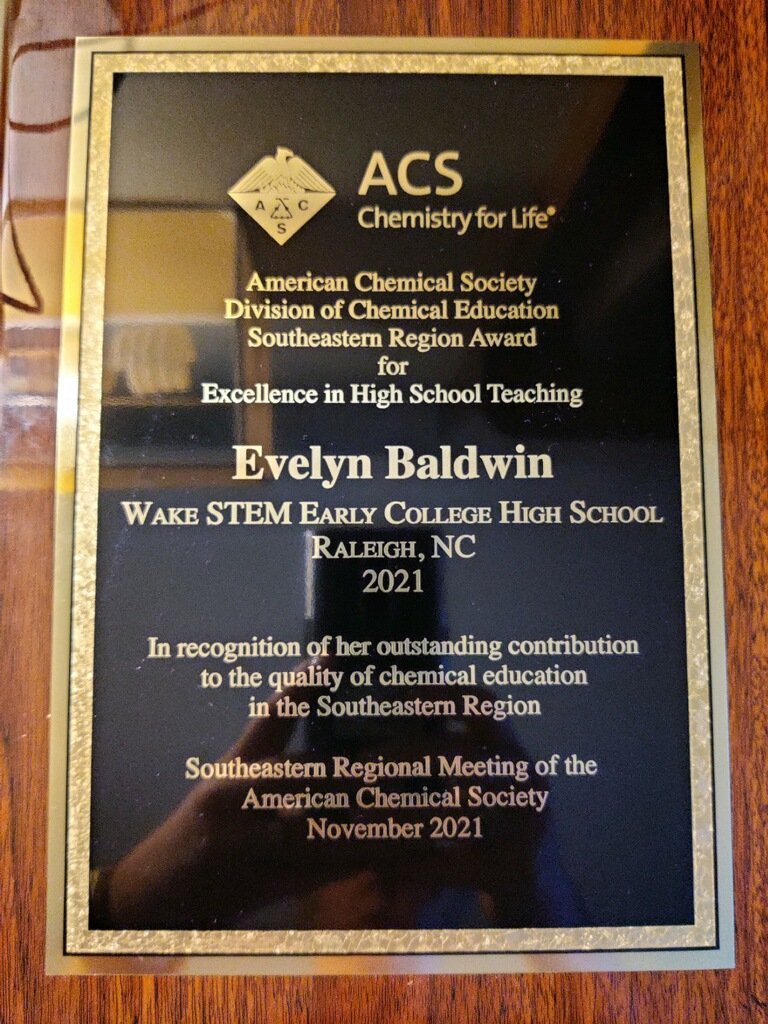 ACS
Chemistry for Life®
A C
S
American Chemical Society
Division of Chemical Education
Southeastern Region Award
for
Excellence in High School Teaching
Evelyn Baldwin
WAKE STEM EARLY COLLEGE HIGH SCHOOL
RALEIGH, NC
2021
In recognition of her outstanding contribution
to the quality of chemical education
in the Southeastern Region
Southeastern Regional Meeting of the
American Chemical Society
November 2021